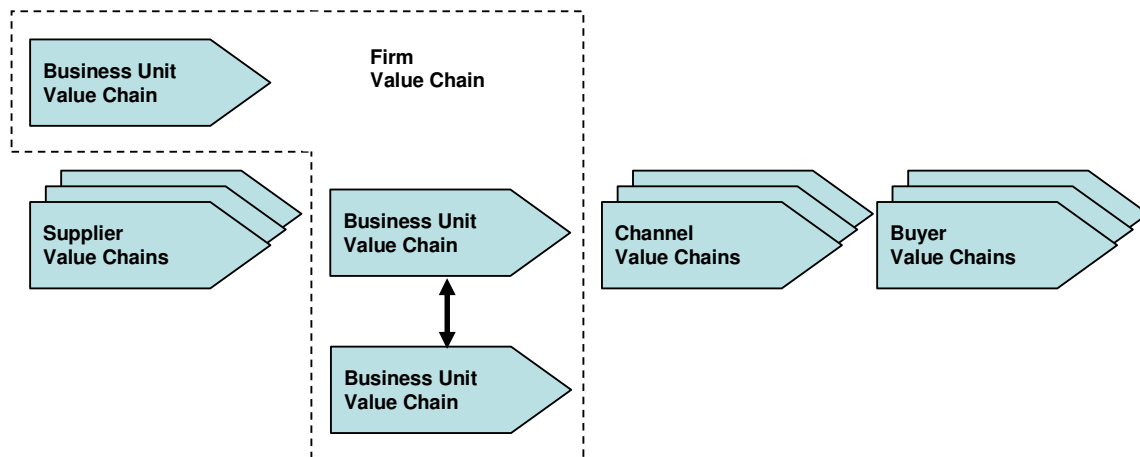 Business Unit
Value Chain
Firm
Value Chain
Supplier
Value Chains
Business Unit
Value Chain
Channel
Value Chains
Buyer
Value Chains
Business Unit
Value Chain